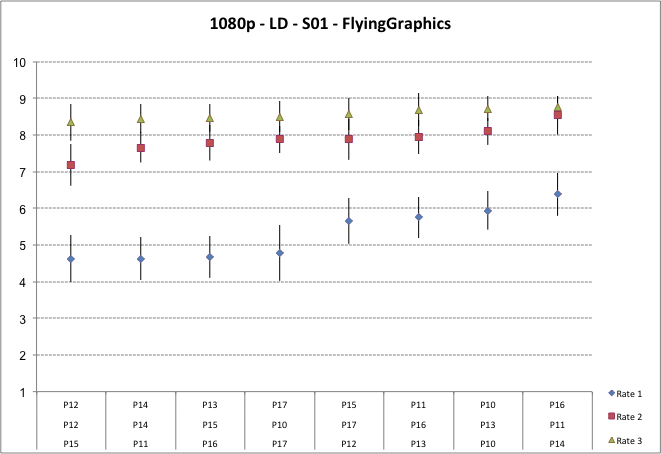 1080p - LD - S01 - FlyingGraphics
10
9
8
7
6
5
4
3
2
1
P12 P14 P13 P17 P15 P11 P10 P16
P12 P14 P15 P10 P17 P16 P13 P11
P15 P11 P16 P17 P12 P13 P10 P14
Rate 1
Rate 2
Rate 3